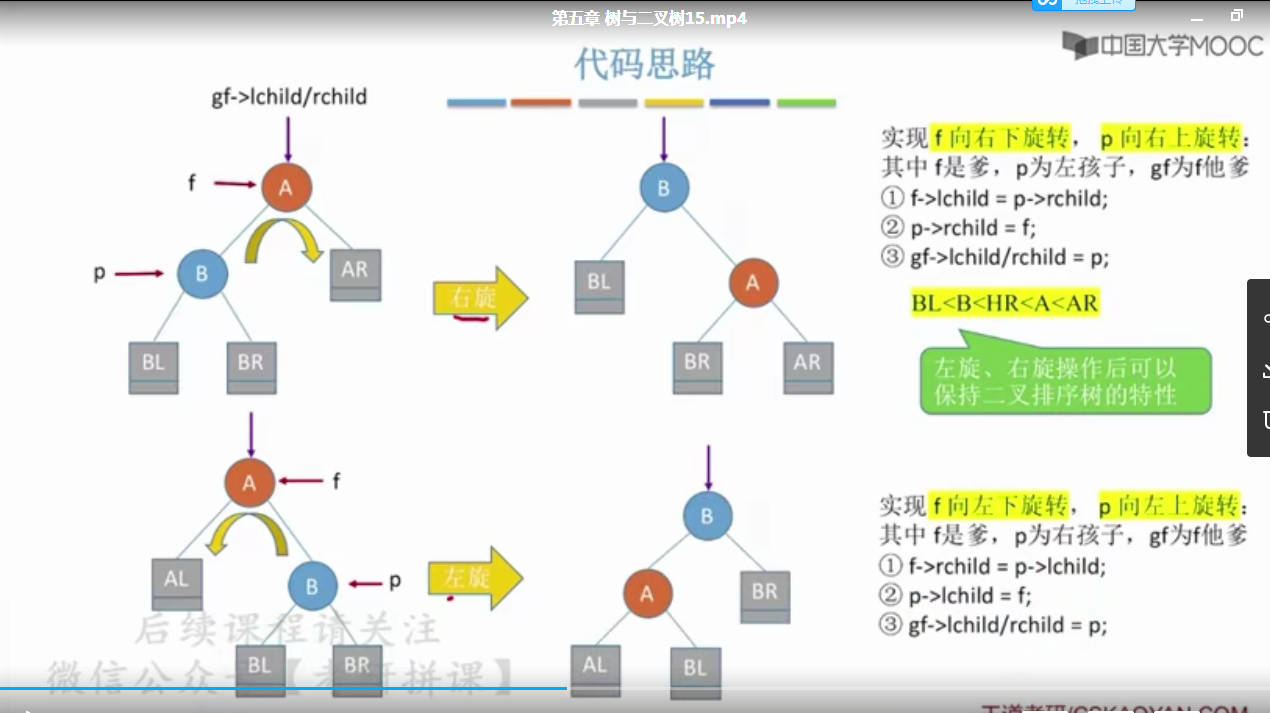 第五章 树与二叉树15.mp4
中国大学MOOC
代码思路
gf->lchild/rchild
f
A
p
B
AR
BL
BR
右旋
B
BL
A
BR
AR
实现 f 向右下旋转, p 向右上旋转:
其中 f是爹,p为左孩子,gf为f他爹
① f->lchild = p->rchild;
② p->rchild = f;
③ gf->lchild/rchild = p;
BL<B<HR<A<AR
左旋、右旋操作后可以
保持二叉排序树的特性
A
f
AL
B
p
BL
BR
左旋
B
A
BR
AL
BL
实现 f 向左下旋转, p 向左上旋转:
其中 f是爹,p为右孩子,gf为f他爹
① f->rchild = p->lchild;
② p->lchild = f;
③ gf->lchild/rchild = p;
后续课程请关注
微信公众 【考研拼课】